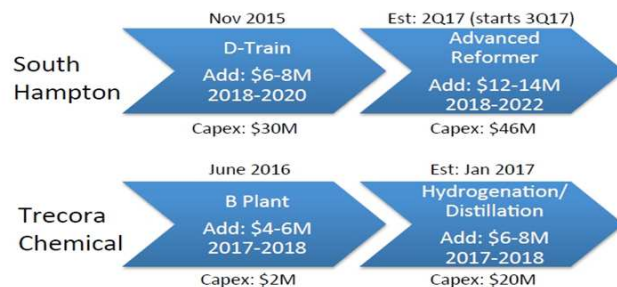 Nov 2015
Est: 2Q17 (starts 3Q17)
South
Hampton
D-Train
Add: $6-8M
2018-2020
Advanced
Reformer
Add: $12-14M
2018-2022
Capex: $30M
Capex: $46M
June 2016
Est: Jan 2017
Trecora
Chemical
B Plant
Add: $4-6M
2017-2018
Hydrogenation/
Distillation
Add: $6-8M
2017-2018
Capex: $2M
Capex: $20M